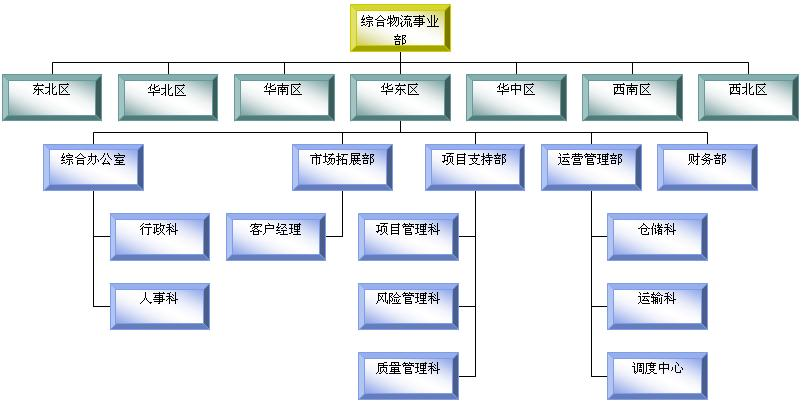 综合物流事业
部
东北区
华北区
华南区
华东区
华中区
西南区
西北区
综合办公室
市场拓展部
项目支持部
运营管理部
财务部
行政科
客户经理
项目管理科
仓储科
人事科
风险管理科
运输科
质量管理科
调度中心